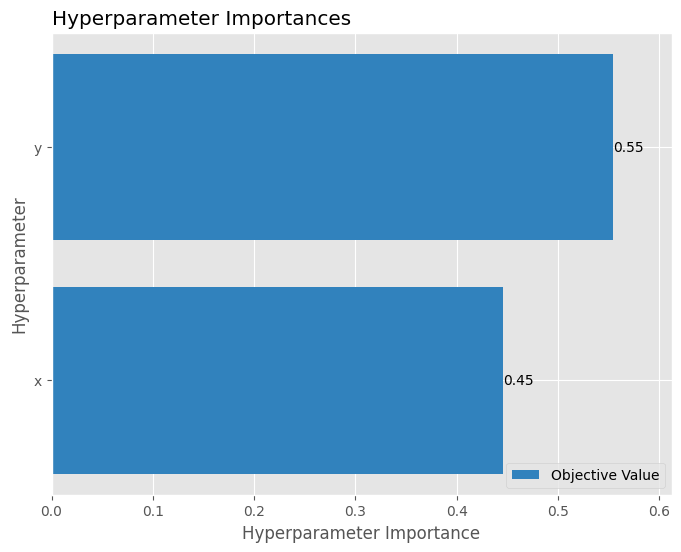 Hyperparameter Importances
Hyperparameter
y
0.55
x
0.45
Objective Value
0.0 0.1 0.2 0.3 0.4 0.5 0.6
Hyperparameter Importance